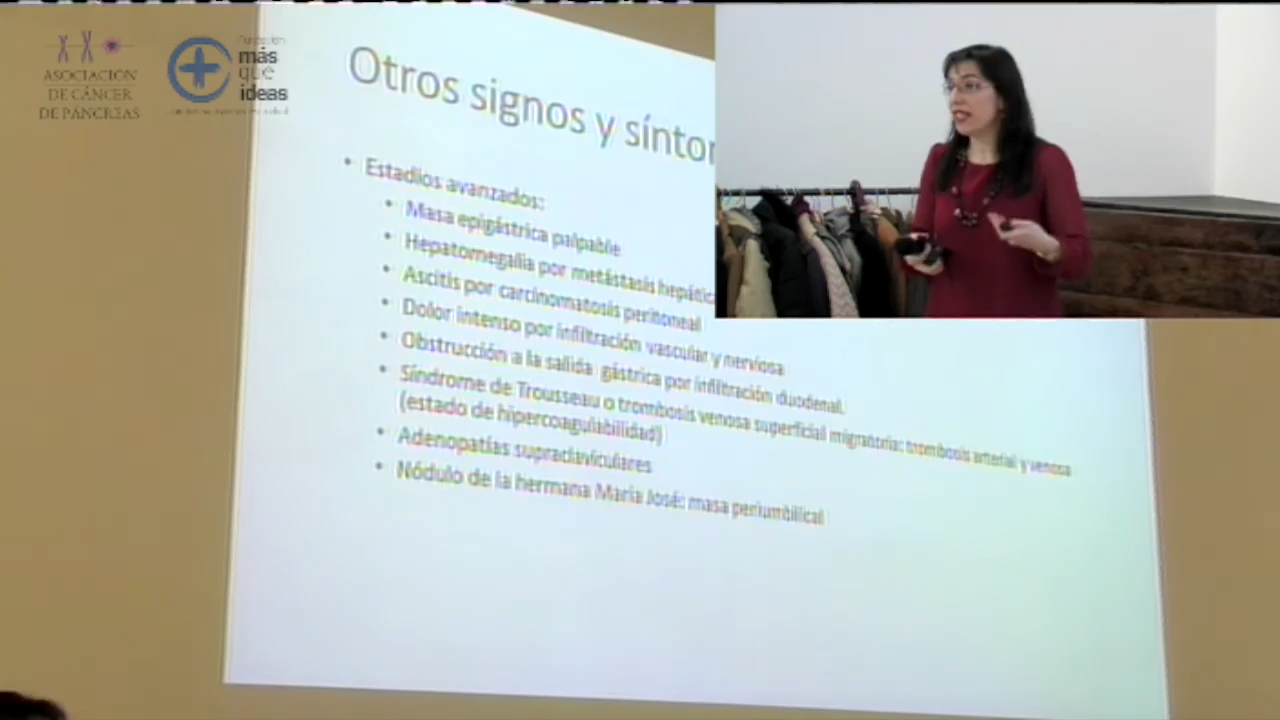 ASOCIACIÓN
DE CÁNCER
DE PÁNCREAS
Fundación
más
que
ideas
Otros signos y síntor
• Estadios avanzados:
• Masa epigástrica palpable
• Hepatomegalia por metástasis hepátic
• Ascitis por carcinomatosis peritoneal
• Dolor intenso por infiltración vascular y nerviosa
• Obstrucción a la salida gástrica por infiltración duodenal.
• Síndrome de Trousseau o trombosis venosa superficial migratoria: trombosis arterial y venosa
(estado de hipercoagulabilidad)
• Adenopatías supraclaviculares
• Nódulo de la hermana María José: masa periumbilical